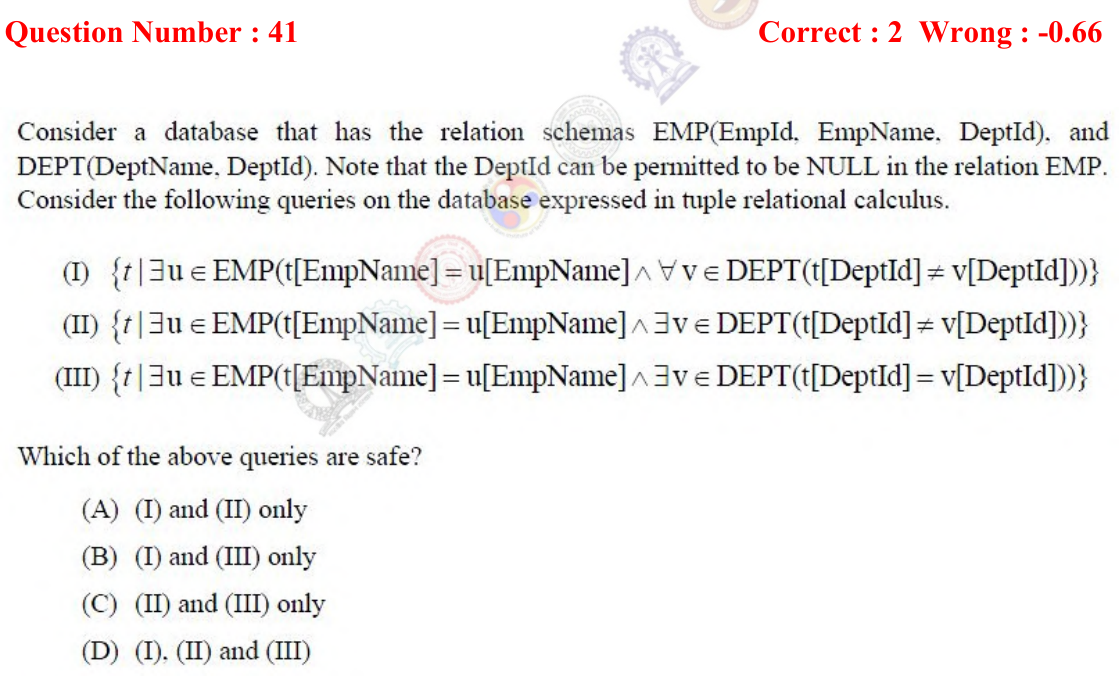 Question Number : 41 Correct : 2 Wrong : -0.66
Consider a database that has the relation schemas EMP(EmpId, EmpName, DeptId), and
DEPT(DeptName, DeptId). Note that the DeptId can be permitted to be NULL in the relation EMP.
Consider the following queries on the database expressed in tuple relational calculus.
(I) {t | ∃u ∈ EMP(t[EmpName] = u[EmpName] ∧ ∀ v ∈ DEPT(t[DeptId] ≠ v[DeptId]))}
(II) {t | ∃u ∈ EMP(t[EmpName] = u[EmpName] ∧ ∃v ∈ DEPT(t[DeptId] ≠ v[DeptId]))}
(III) {t | ∃u ∈ EMP(t[EmpName] = u[EmpName] ∧ ∃v ∈ DEPT(t[DeptId] = v[DeptId]))}
Which of the above queries are safe?
(A) (I) and (II) only
(B) (I) and (III) only
(C) (II) and (III) only
(D) (I), (II) and (III)